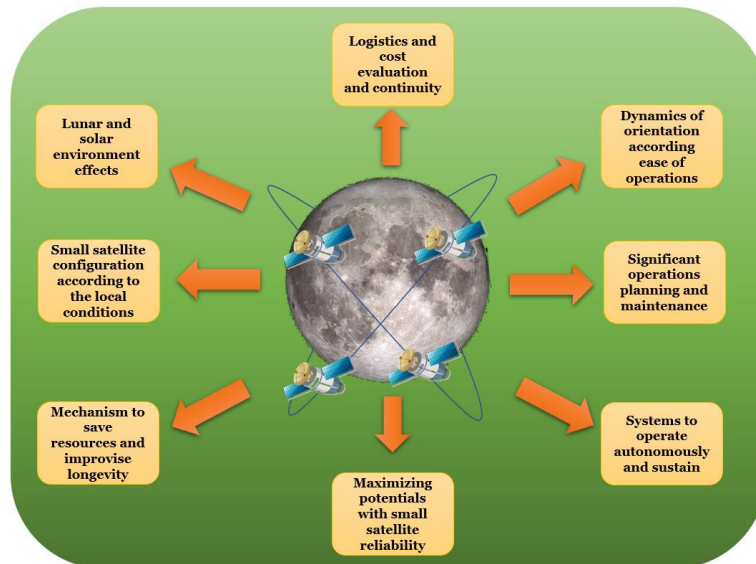 Logistics and
cost
evaluation
and continuity
Lunar and
solar
environment
effects
Dynamics of
orientation
according
ease of
operations
Small satellite
configuration
according to
the local
conditions
Significant
operations
planning and
maintenance
Mechanism to
save
resources and
improvise
longevity
Systems to
operate
autonomously
and sustain
Maximizing
potentials
with small
satellite
reliability